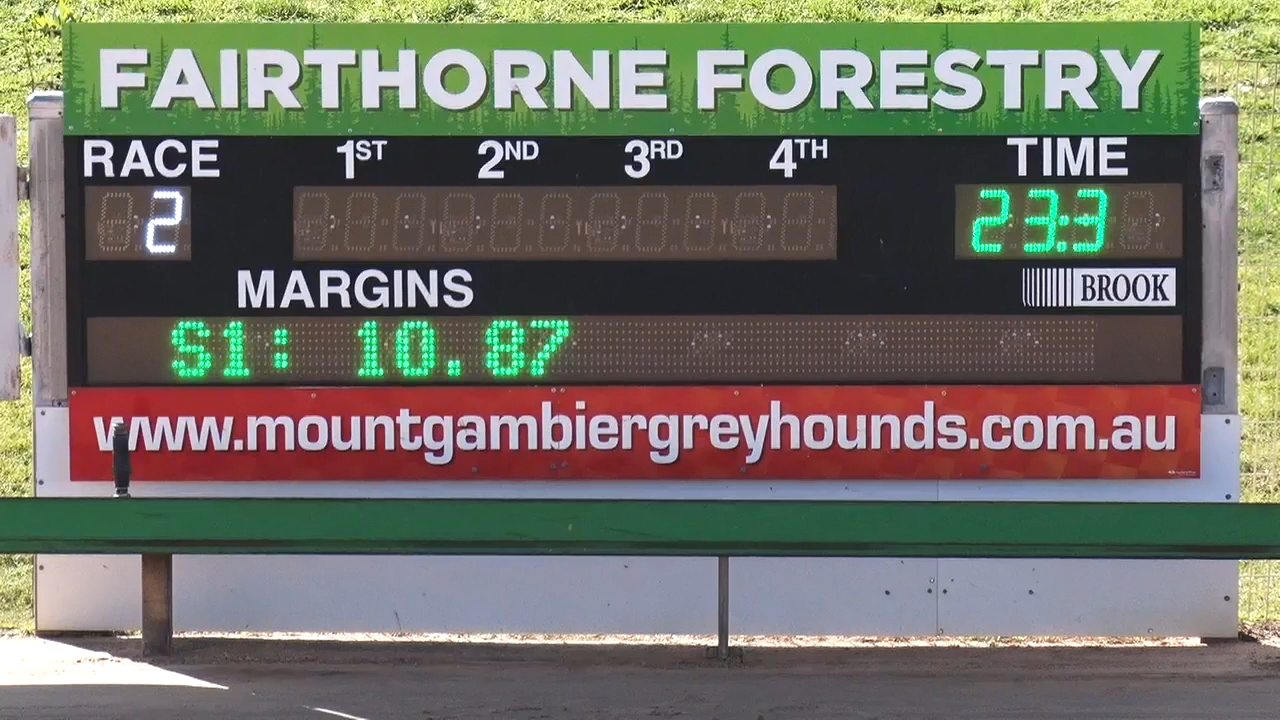 FAIRTHORNE FORESTRY
RACE 1ST 2ND 3RD 4TH TIME
2 23:3
MARGINS BROOK
S1: 10.87
www.mountgambiergreyhounds.com.au